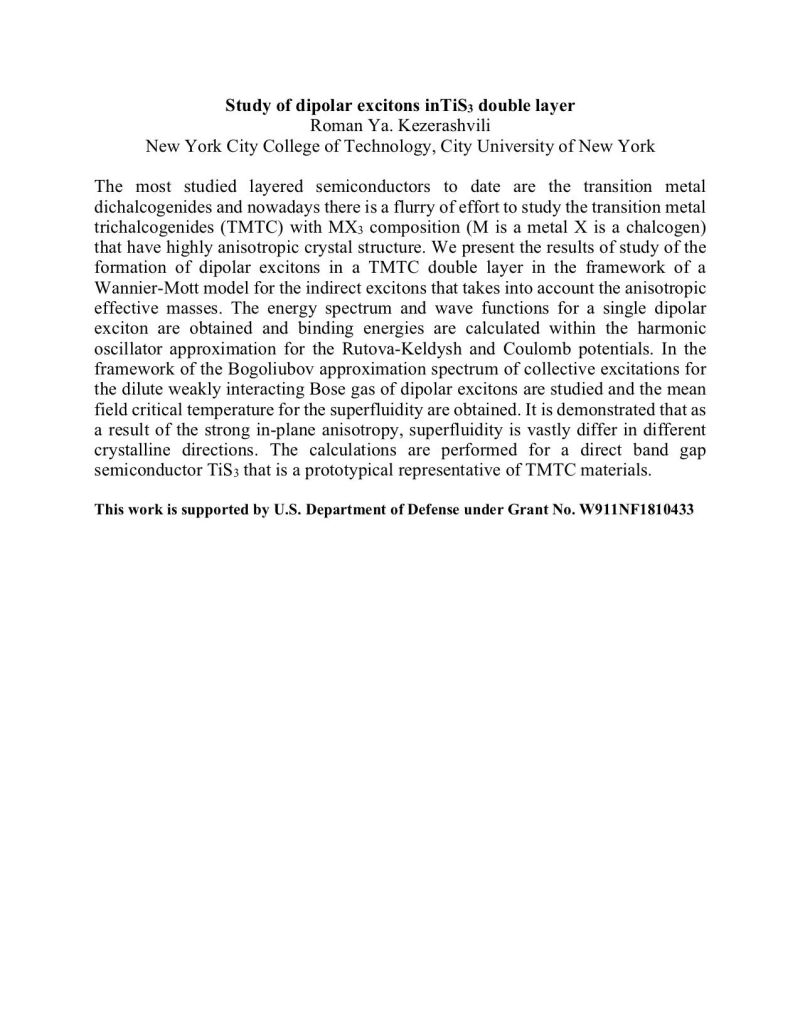 Study of dipolar excitons inTiS₃ double layer
Roman Ya. Kezerashvili
New York City College of Technology, City University of New York
The most studied layered semiconductors to date are the transition metal
dichalcogenides and nowadays there is a flurry of effort to study the transition metal
trichalcogenides (TMTC) with MX₃ composition (M is a metal X is a chalcogen)
that have highly anisotropic crystal structure. We present the results of study of the
formation of dipolar excitons in a TMTC double layer in the framework of a
Wannier-Mott model for the indirect excitons that takes into account the anisotropic
effective masses. The energy spectrum and wave functions for a single dipolar
exciton are obtained and binding energies are calculated within the harmonic
oscillator approximation for the Rutova-Keldysh and Coulomb potentials. In the
framework of the Bogoliubov approximation spectrum of collective excitations for
the dilute weakly interacting Bose gas of dipolar excitons are studied and the mean
field critical temperature for the superfluidity are obtained. It is demonstrated that as
a result of the strong in-plane anisotropy, superfluidity is vastly differ in different
crystalline directions. The calculations are performed for a direct band gap
semiconductor TiS₃ that is a prototypical representative of TMTC materials.
This work is supported by U.S. Department of Defense under Grant No. W911NF1810433